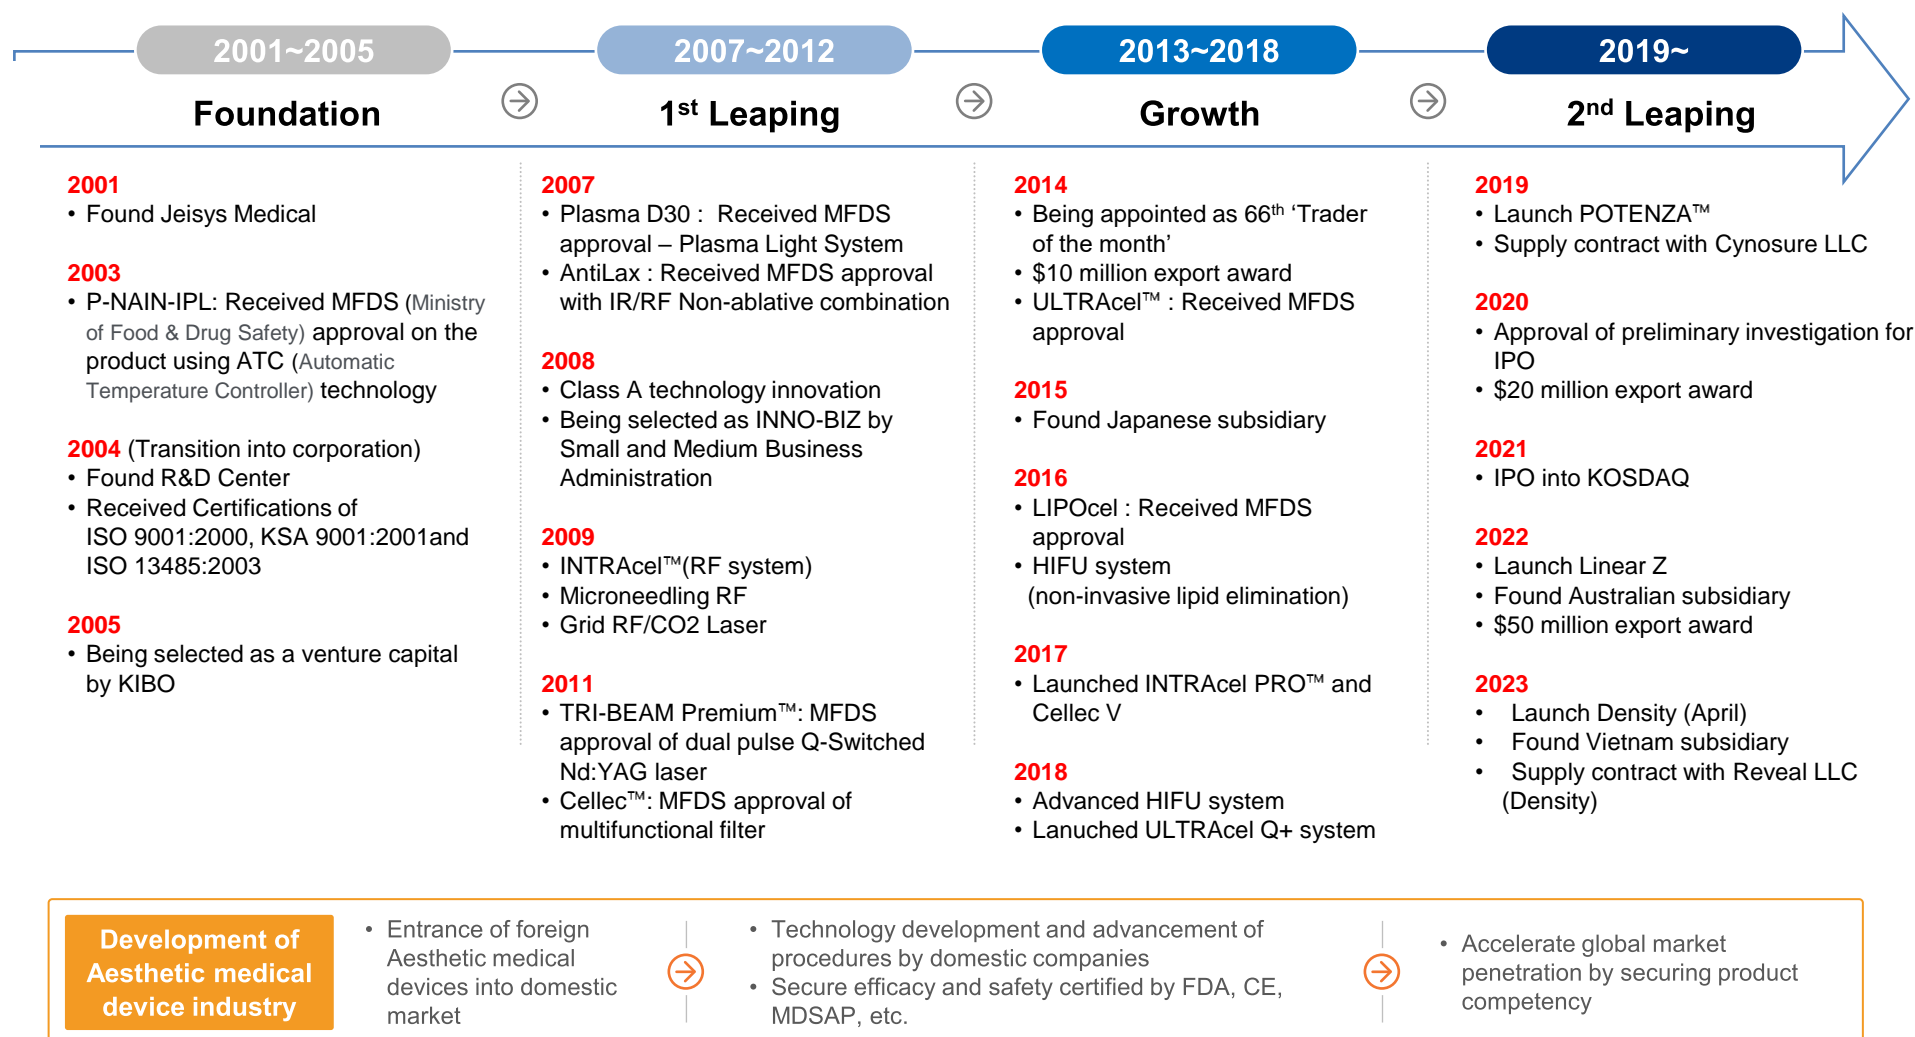 2001~2005
Foundation
2001
• Found Jeisys Medical
2003
• P-NAIN-IPL: Received MFDS (Ministry
of Food & Drug Safety) approval on the
product using ATC (Automatic
Temperature Controller) technology
2004 (Transition into corporation)
• Found R&D Center
• Received Certifications of
ISO 9001:2000, KSA 9001:2001and
ISO 13485:2003
2005
• Being selected as a venture capital
by KIBO
2007~2012
1st Leaping
2007
• Plasma D30 : Received MFDS
approval – Plasma Light System
• AntiLax : Received MFDS approval
with IR/RF Non-ablative combination
2008
• Class A technology innovation
• Being selected as INNO-BIZ by
Small and Medium Business
Administration
2009
• INTRAcel™(RF system)
• Microneedling RF
• Grid RF/CO2 Laser
2011
• TRI-BEAM Premium™: MFDS
approval of dual pulse Q-Switched
Nd:YAG laser
• Cellec™: MFDS approval of
multifunctional filter
2013~2018
Growth
2014
• Being appointed as 66th ‘Trader
of the month’
• $10 million export award
• ULTRAcel™ : Received MFDS
approval
2015
• Found Japanese subsidiary
2016
• LIPOcel : Received MFDS
approval
• HIFU system
(non-invasive lipid elimination)
2017
• Launched INTRAcel PRO™ and
Cellec V
2018
• Advanced HIFU system
• Lanuched ULTRAcel Q+ system
2019~
2nd Leaping
2019
• Launch POTENZA™
• Supply contract with Cynosure LLC
2020
• Approval of preliminary investigation for
IPO
• $20 million export award
2021
• IPO into KOSDAQ
2022
• Launch Linear Z
• Found Australian subsidiary
• $50 million export award
2023
• Launch Density (April)
• Found Vietnam subsidiary
• Supply contract with Reveal LLC
(Density)
Development of
Aesthetic medical
device industry
• Entrance of foreign
Aesthetic medical
devices into domestic
market
• Technology development and advancement of
procedures by domestic companies
• Secure efficacy and safety certified by FDA, CE,
MDSAP, etc.
• Accelerate global market
penetration by securing product
competency